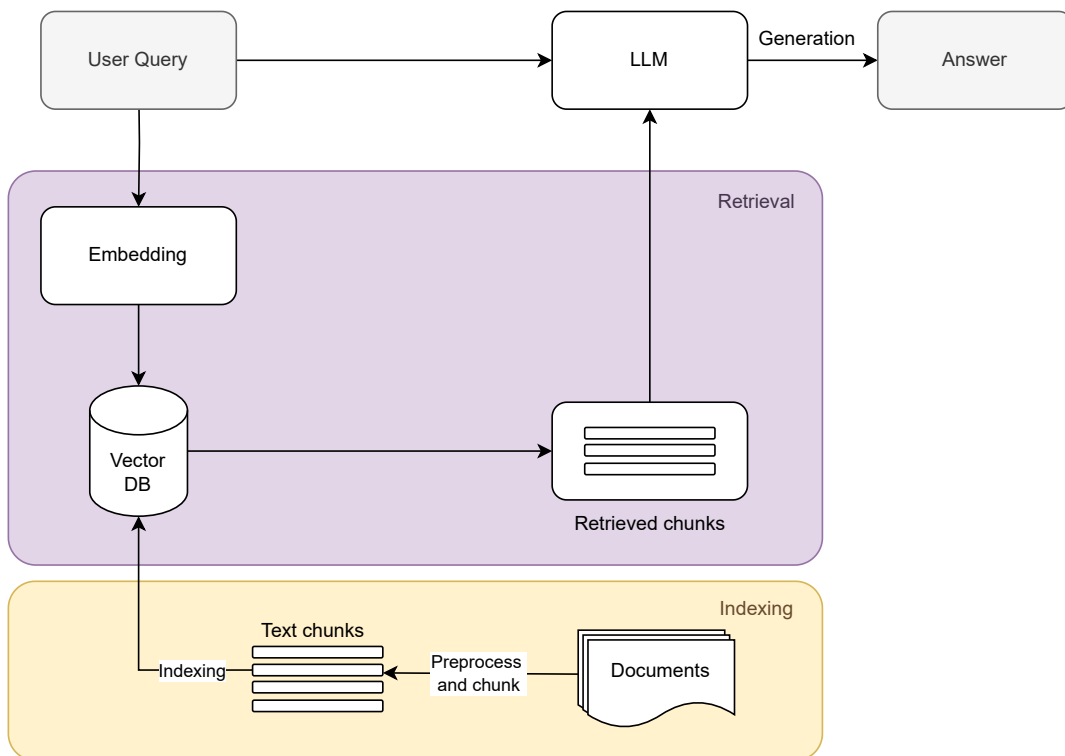 User Query
LLM
Generation
Answer
Retrieval
Embedding
Vector
DB
Retrieved chunks
Indexing
Text chunks
Indexing
Preprocess
and chunk
Documents